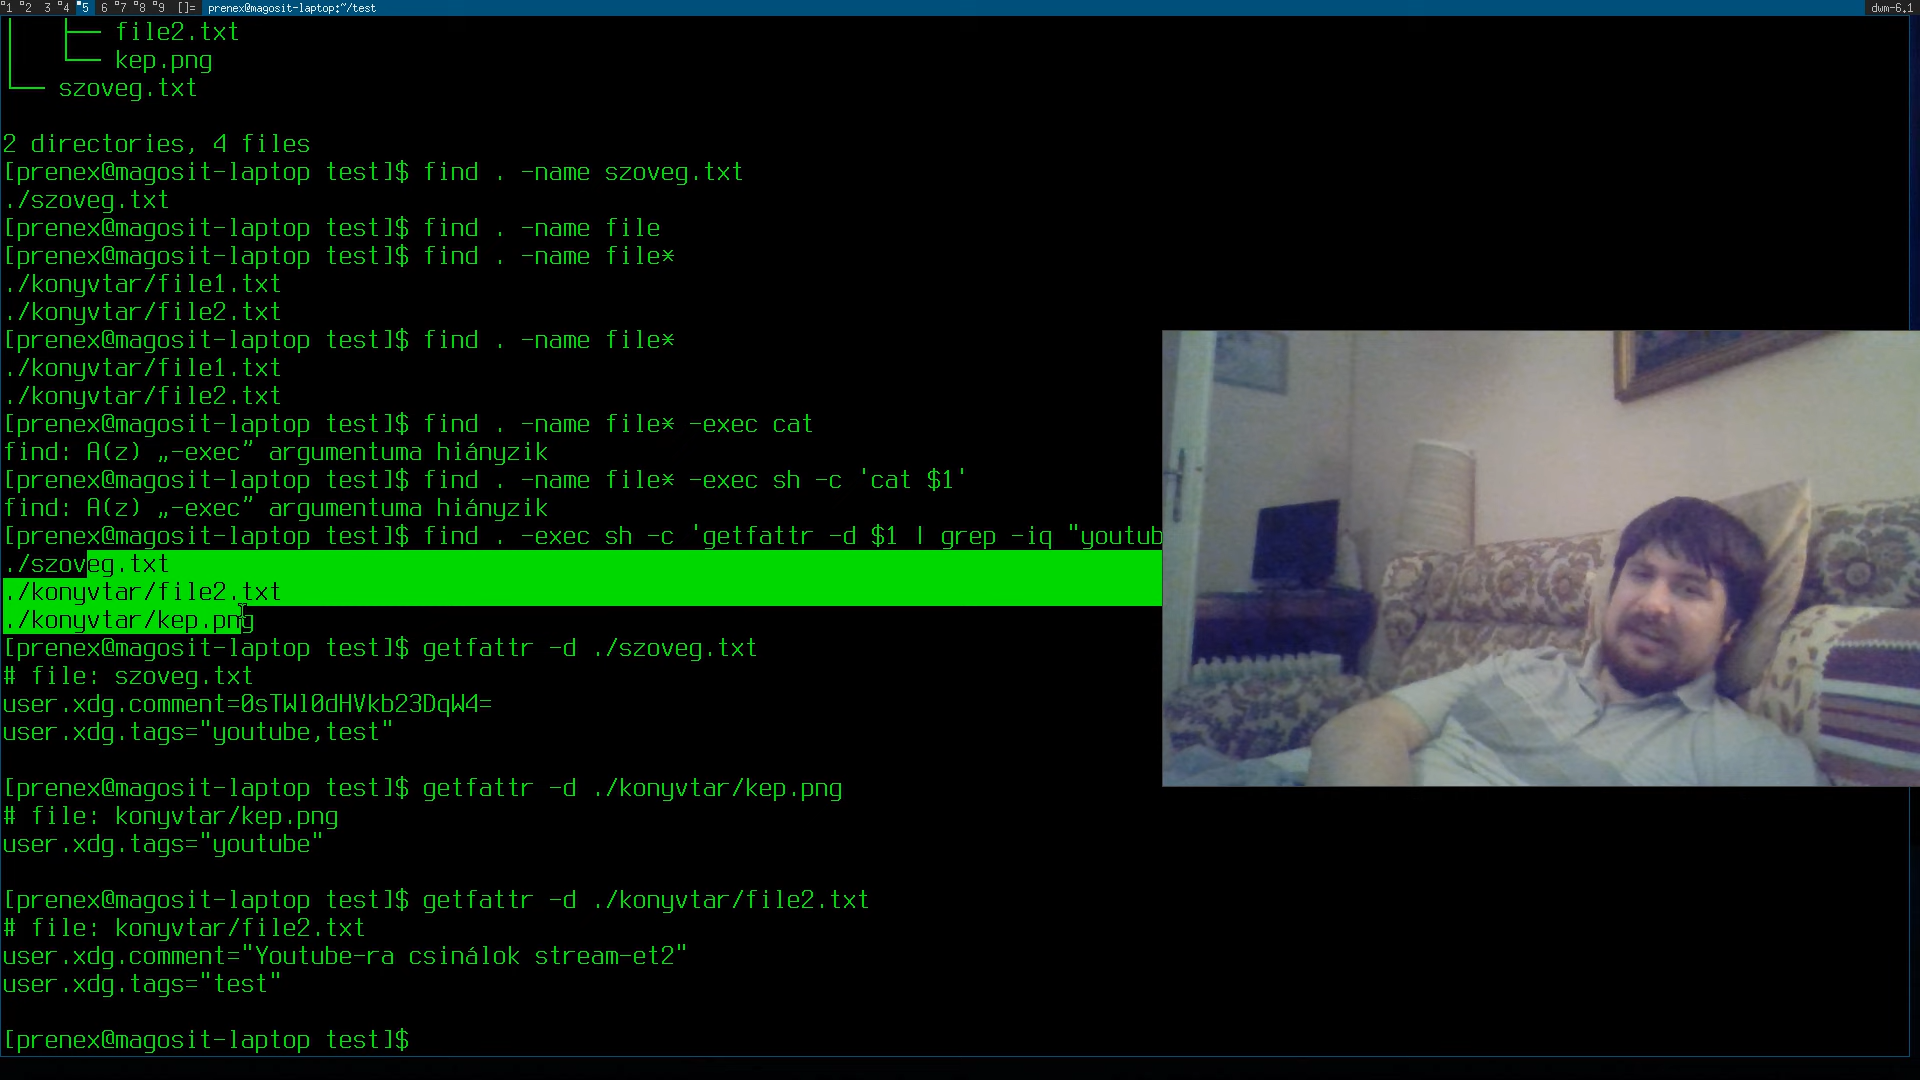 1 2 3 4 5 6 7 8 9 []= prenex@magosit-laptop:~/test dwm-6.1
├── file2.txt
└── kep.png
└── szoveg.txt
2 directories, 4 files
[prenex@magosit-laptop test]$ find . -name szoveg.txt
./szoveg.txt
[prenex@magosit-laptop test]$ find . -name file
[prenex@magosit-laptop test]$ find . -name file*
./konyvtar/file1.txt
./konyvtar/file2.txt
[prenex@magosit-laptop test]$ find . -name file*
./konyvtar/file1.txt
./konyvtar/file2.txt
[prenex@magosit-laptop test]$ find . -name file* -exec cat
find: A(z) „-exec” argumentuma hiányzik
[prenex@magosit-laptop test]$ find . -name file* -exec sh -c 'cat $1'
find: A(z) „-exec” argumentuma hiányzik
[prenex@magosit-laptop test]$ find . -exec sh -c 'getfattr -d $1 | grep -iq "youtub
./szoveg.txt
./konyvtar/file2.txt
./konyvtar/kep.png
[prenex@magosit-laptop test]$ getfattr -d ./szoveg.txt
# file: szoveg.txt
user.xdg.comment=0sTWl0dHVkb23DqW4=
user.xdg.tags="youtube,test"
[prenex@magosit-laptop test]$ getfattr -d ./konyvtar/kep.png
# file: konyvtar/kep.png
user.xdg.tags="youtube"
[prenex@magosit-laptop test]$ getfattr -d ./konyvtar/file2.txt
# file: konyvtar/file2.txt
user.xdg.comment="Youtube-ra csinálok stream-et2"
user.xdg.tags="test"
[prenex@magosit-laptop test]$